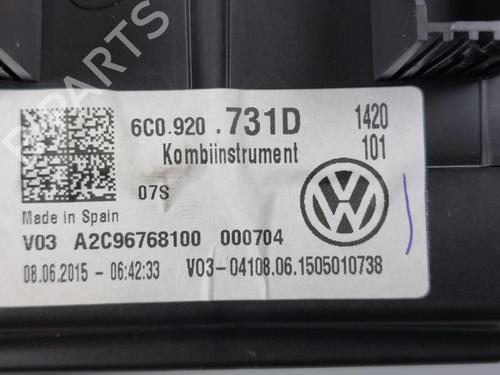 6C0.920 .731D 1420
Kombiinstrument 101
07S
Made in Spain
V03 A2C96768100 000704
08.06.2015 - 06:42:33 V03-04108.06.1505010738
B-PARTS